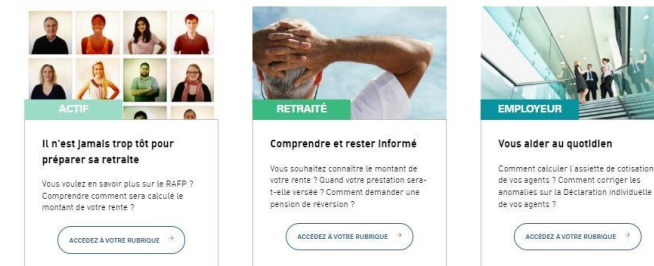 ACTIF
Il n'est jamais trop tôt pour
préparer sa retraite
Vous voulez en savoir plus sur le RAFP ?
Comprendre comment sera calculé le
montant de votre rente ?
ACCÉDEZ À VOTRE RUBRIQUE
RETRAITÉ
Comprendre et rester informé
Vous souhaitez connaître le montant de
votre rente ? Quand votre prestation sera-
t-elle versée ? Comment demander une
pension de réversion ?
ACCÉDEZ À VOTRE RUBRIQUE
EMPLOYEUR
Vous aider au quotidien
Comment calculer l'assiette de cotisation
de vos agents ? Comment corriger les
anomalies sur la Déclaration individuelle
de vos agents ?
ACCÉDEZ À VOTRE RUBRIQUE